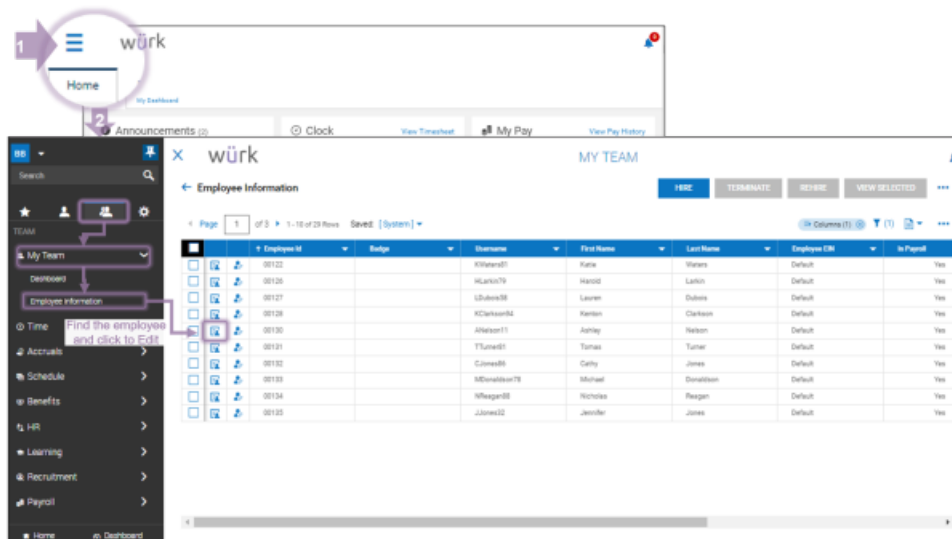 1
würk
4
Home
My Dashboard
2
Announcements (2)
Clock
View Timesheet
My Pay
View Pay History
BB
Search
TEAM
My Team
Dashboard
Employee Information
Time
Accruals
Schedule
Benefits
HR
Learning
Recruitment
Payroll
Home Dashboard
Find the employee
and click to Edit
würk
MY TEAM
Employee Information
HIRE TERMINATE REHIRE VIEW SELECTED
Page 1 of 3 1-10 of 29 Rows Saved: [System]
Columns (1) (1)
Employee Id Badge Username First Name Last Name Employee EIN In Payroll
00122 KWaters81 Katie Waters Default Yes
00126 HLarkin79 Harold Larkin Default Yes
00127 LDubois38 Lauren Dubois Default Yes
00128 KClarkson94 Kenton Clarkson Default Yes
00130 ANelson11 Ashley Nelson Default Yes
00131 TTurner81 Tomas Turner Default Yes
00132 CJones86 Cathy Jones Default Yes
00133 MDonaldson78 Michael Donaldson Default Yes
00134 NReagan88 Nicholas Reagan Default Yes
00135 JJones32 Jennifer Jones Default Yes